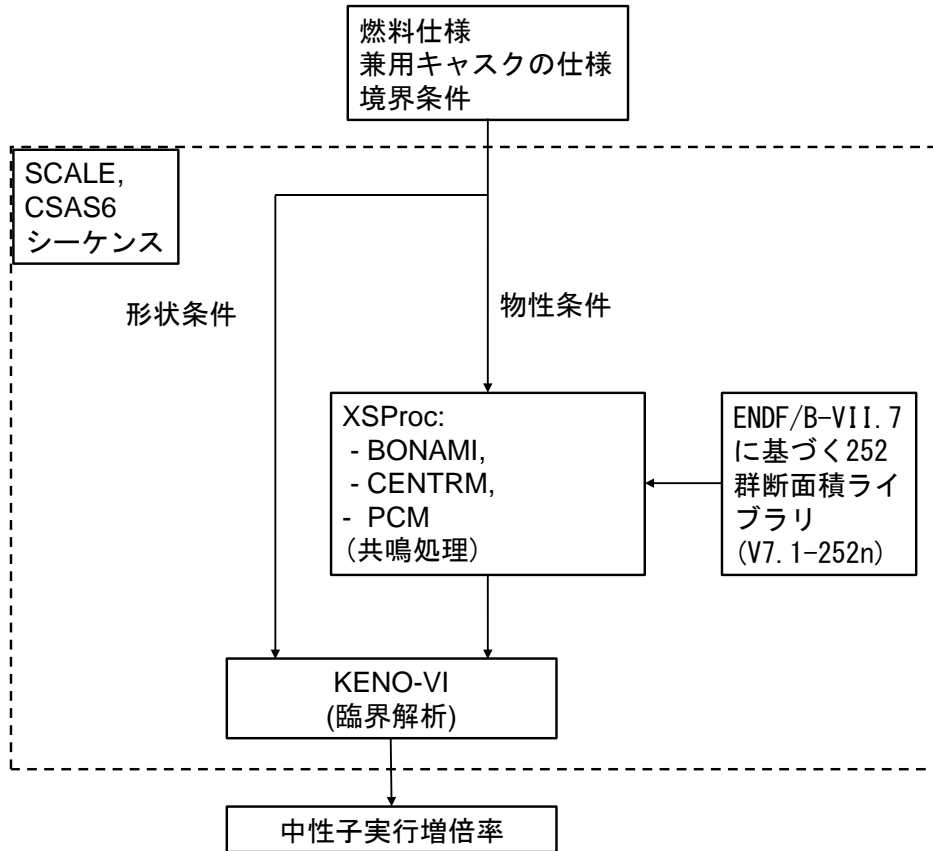 燃料仕様
兼用キャスクの仕様
境界条件
SCALE,
CSAS6
シーケンス
形状条件
物性条件
XSProc:
- BONAMI,
- CENTRM,
- PCM
(共鳴処理)
ENDF/B-VII.7
に基づく252
群断面積ライ
ブラリ
(V7.1-252n)
KENO-VI
(臨界解析)
中性子実行増倍率